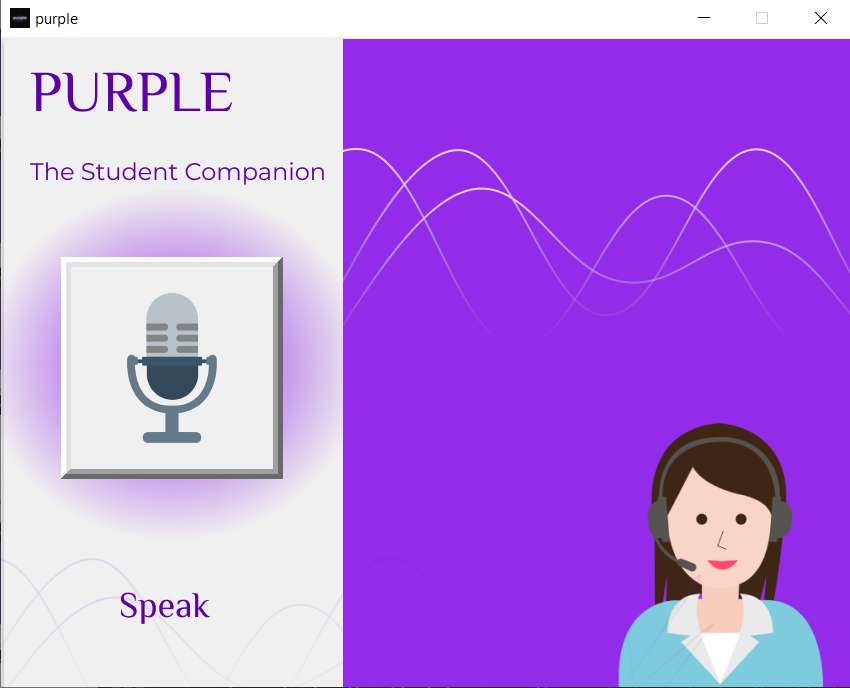 purple
PURPLE
The Student Companion
Speak